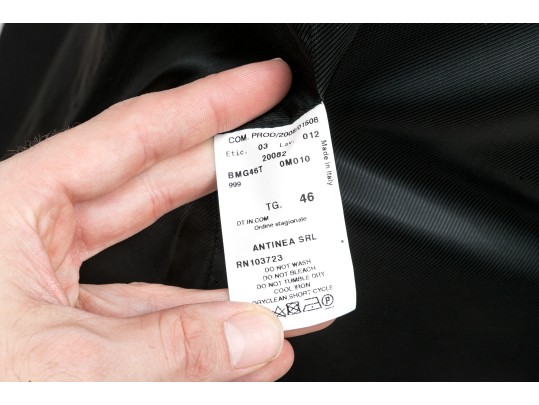 COM. PROD/2008/01508
Etic. 03 Lav. 012
20082
BMG46T 0M010
999
Made in Italy
TG. 46
DT.IN.COM
Ordine stagionale
ANTINEA SRL
RN103723
DO NOT WASH
DO NOT BLEACH
DO NOT TUMBLE DRY
COOL IRON
DRYCLEAN SHORT CYCLE